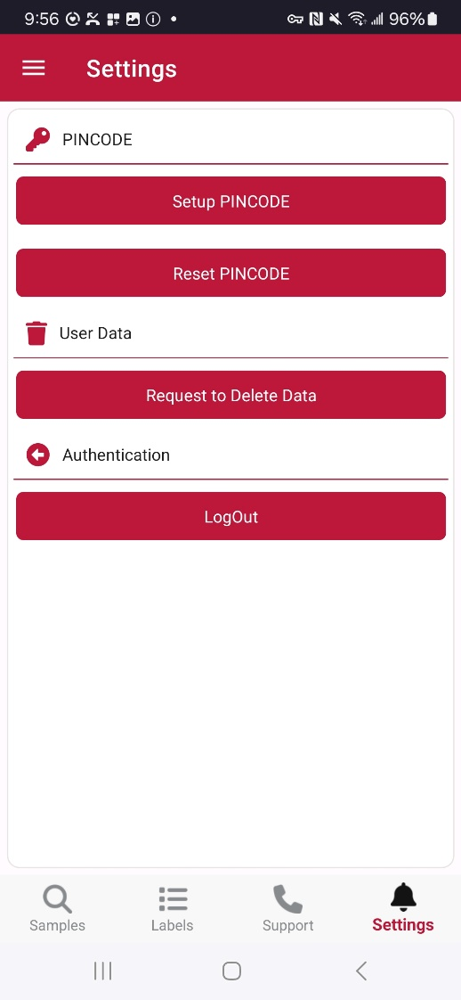 9:56 96%
Settings
PINCODE
Setup PINCODE
Reset PINCODE
User Data
Request to Delete Data
Authentication
LogOut
Samples Labels Support Settings